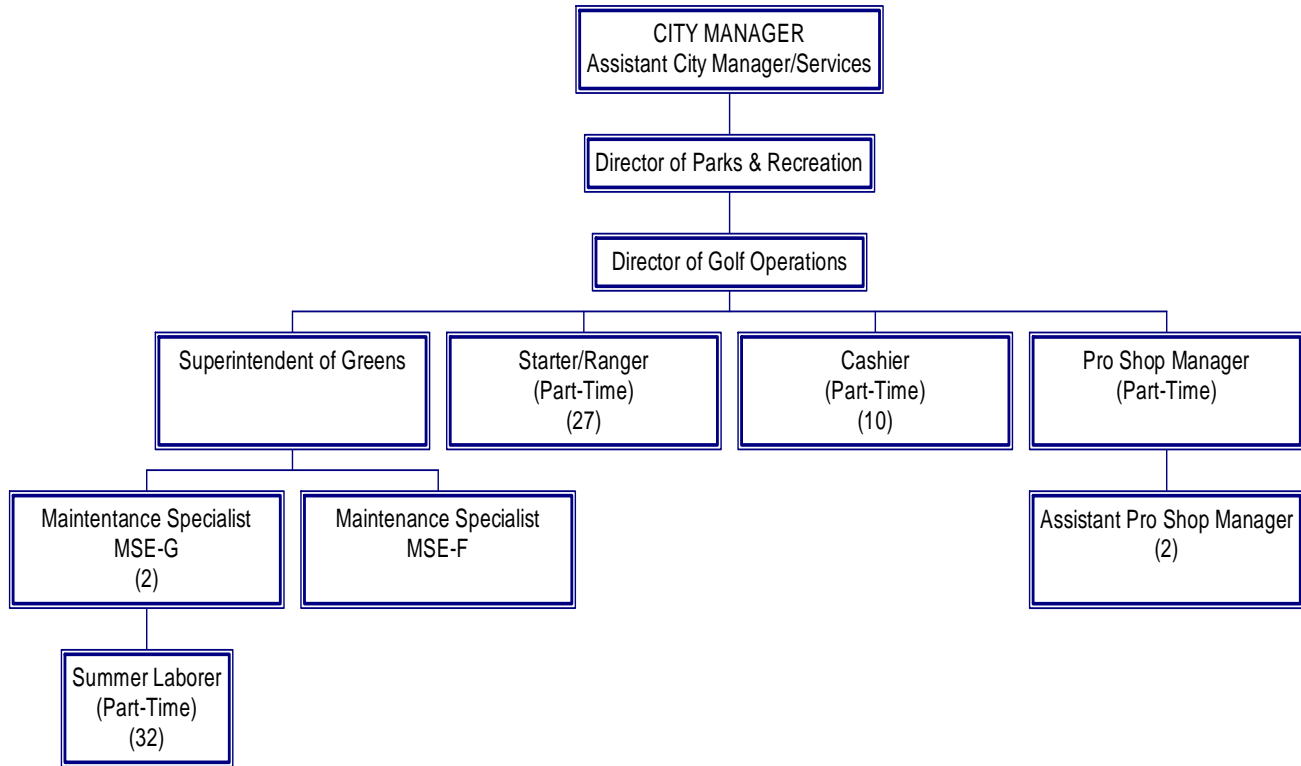 CITY MANAGER
Assistant City Manager/Services
Director of Parks & Recreation
Director of Golf Operations
Superintendent of Greens
Starter/Ranger
(Part-Time)
(27)
Cashier
(Part-Time)
(10)
Pro Shop Manager
(Part-Time)
Maintentance Specialist
MSE-G
(2)
Maintenance Specialist
MSE-F
Assistant Pro Shop Manager
(2)
Summer Laborer
(Part-Time)
(32)